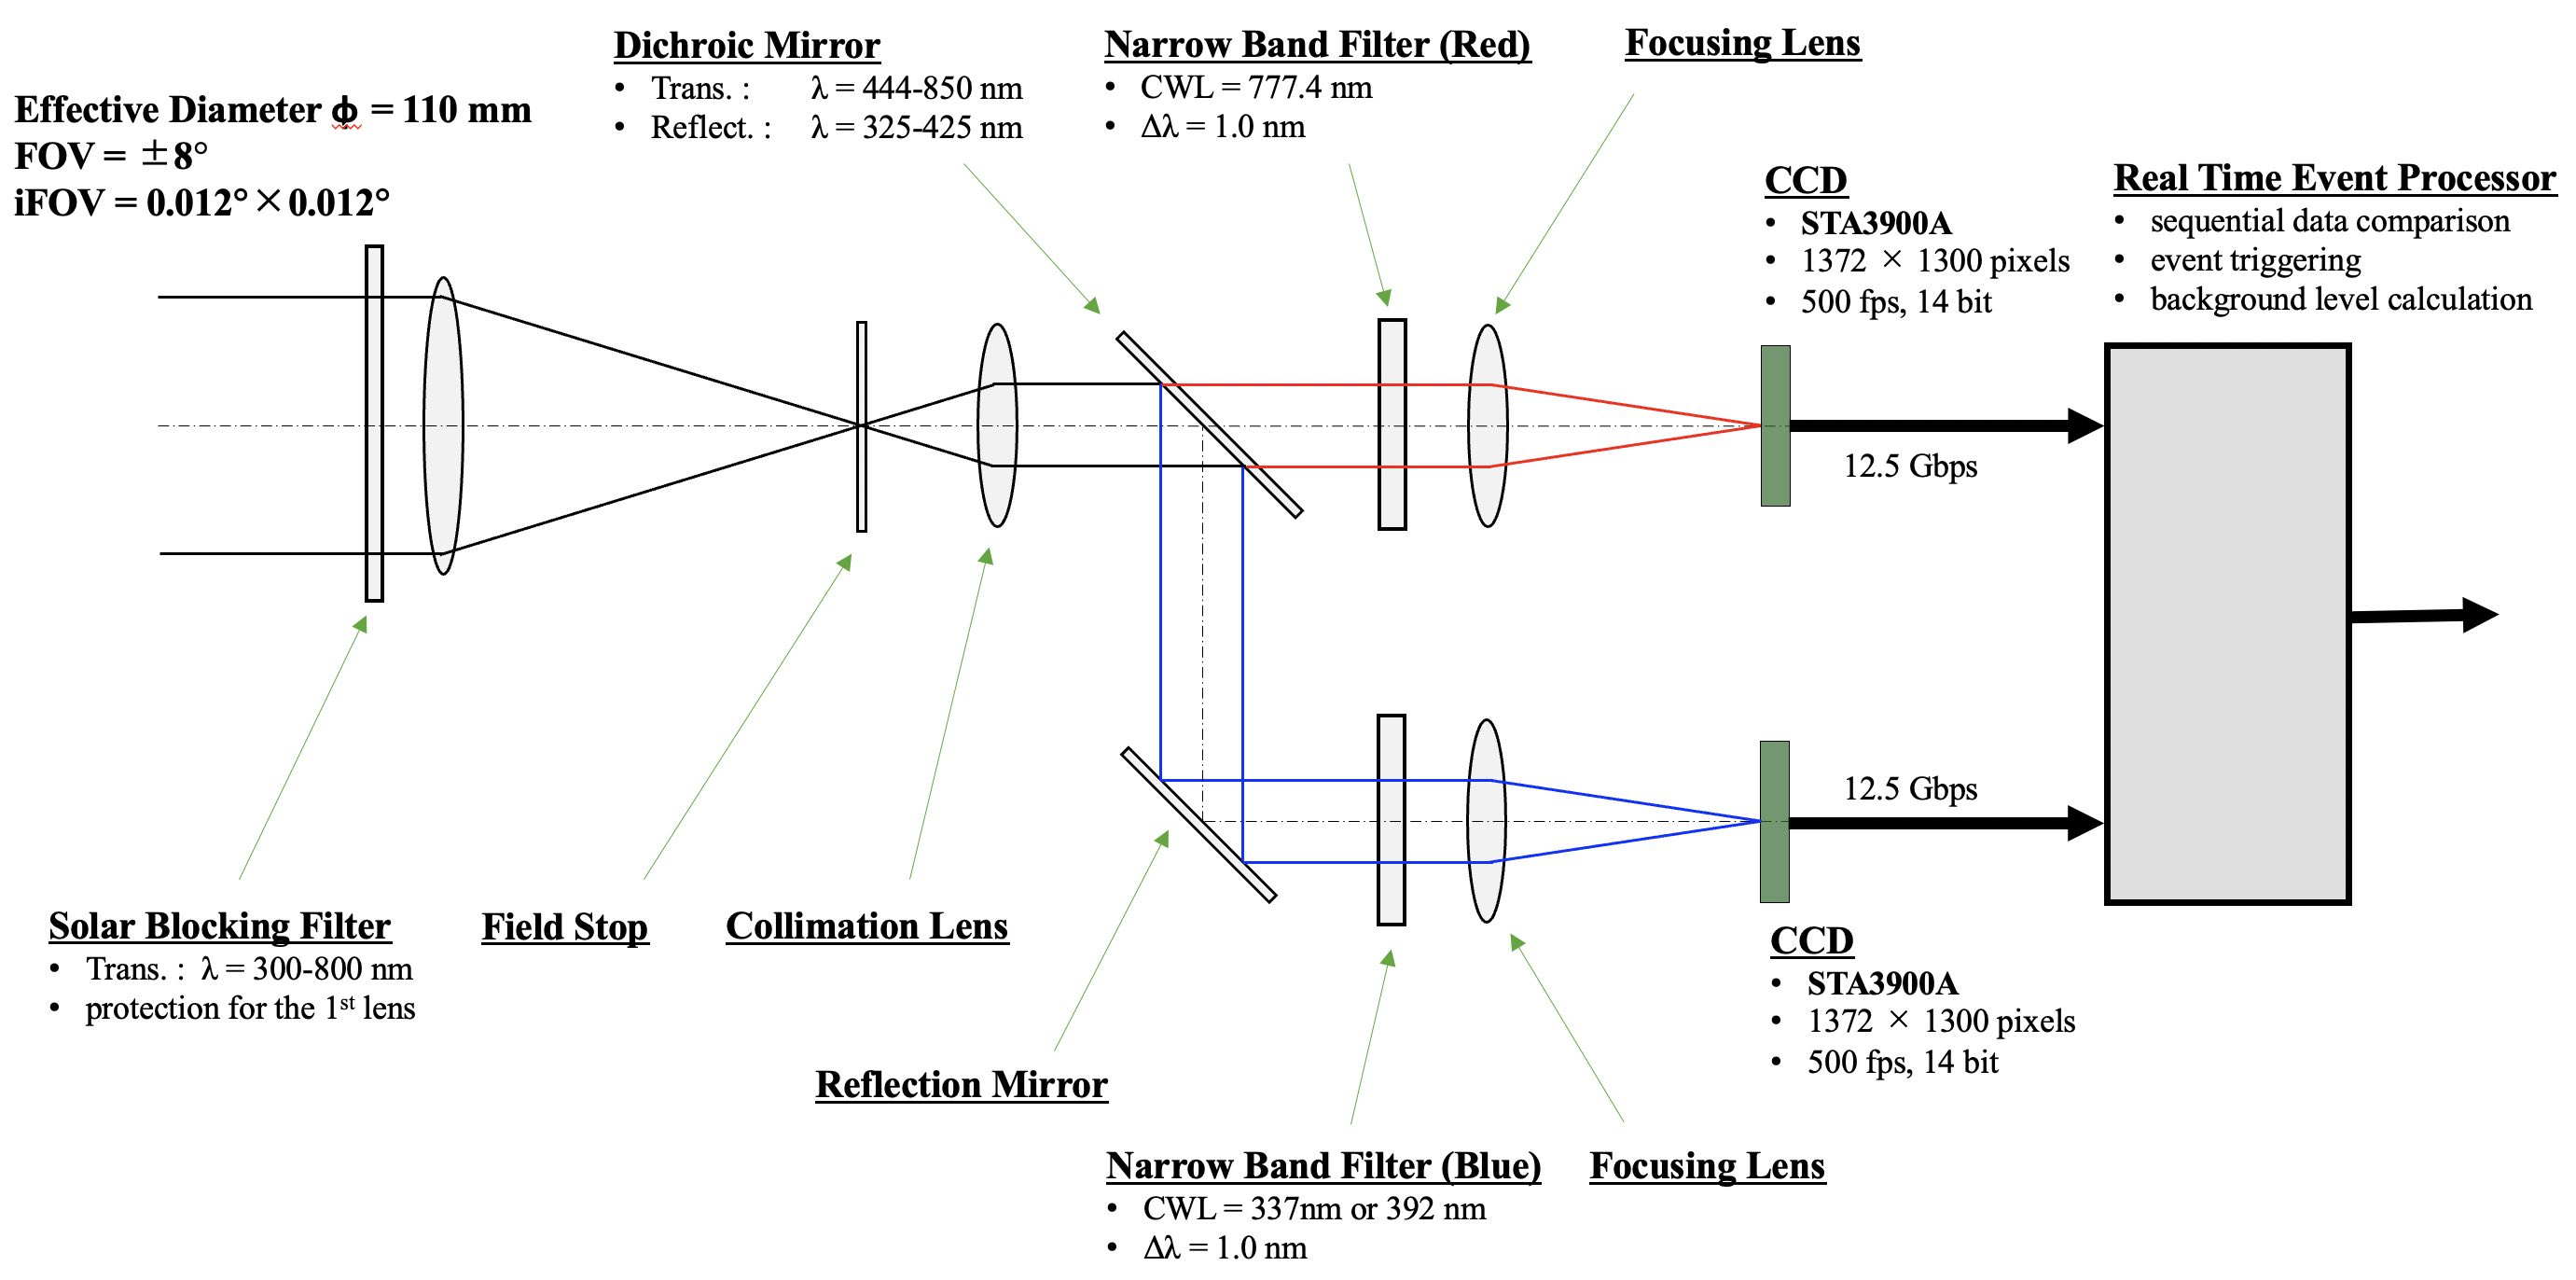 Effective Diameter ϕ = 110 mm
FOV = ±8°
iFOV = 0.012°×0.012°
Dichroic Mirror
• Trans. : λ = 444-850 nm
• Reflect. : λ = 325-425 nm
Narrow Band Filter (Red)
• CWL = 777.4 nm
• Δλ = 1.0 nm
Focusing Lens
CCD
• STA3900A
• 1372 × 1300 pixels
• 500 fps, 14 bit
Real Time Event Processor
• sequential data comparison
• event triggering
• background level calculation
12.5 Gbps
12.5 Gbps
Solar Blocking Filter
• Trans. : λ = 300-800 nm
• protection for the 1st lens
Field Stop
Collimation Lens
Reflection Mirror
Narrow Band Filter (Blue)
• CWL = 337nm or 392 nm
• Δλ = 1.0 nm
Focusing Lens
CCD
• STA3900A
• 1372 × 1300 pixels
• 500 fps, 14 bit